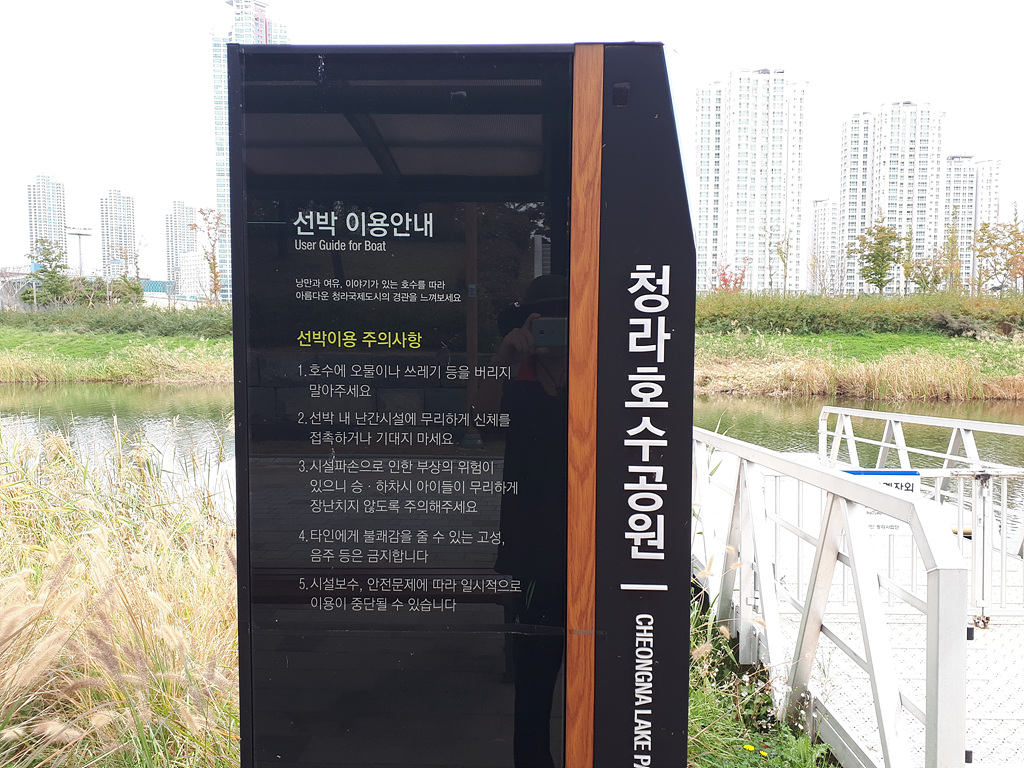 선박 이용안내
User Guide for Boat
낭만과 여유, 이야기가 있는 호수를 따라
아름다운 청라국제도시의 경관을 느껴보세요
선박이용 주의사항
1. 호수에 오물이나 쓰레기 등을 버리지
말아주세요
2. 선박 내 난간시설에 무리하게 신체를
접촉하거나 기대지 마세요
3. 시설파손으로 인한 부상의 위험이
있으니 승·하차시 아이들이 무리하게
장난치지 않도록 주의해주세요
4. 타인에게 불쾌감을 줄 수 있는 고성,
음주 등은 금지합니다
5. 시설보수, 안전문제에 따라 일시적으로
이용이 중단될 수 있습니다
청라호수공원
CHEONGNA LAKE PA